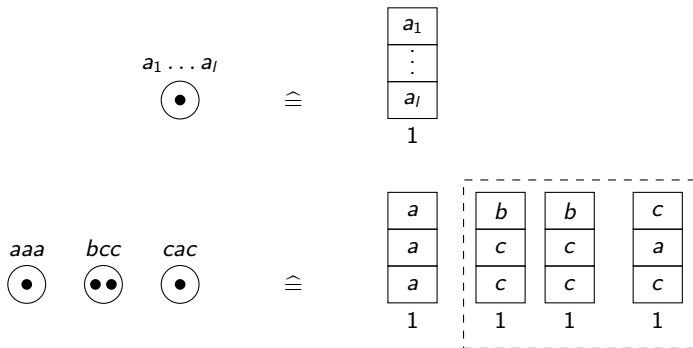 a₁ … aₗ ≙ a₁
⋮
aₗ
1
aaa bcc cac ≙ a b b c
a c c a
a c c c
1 1 1 1